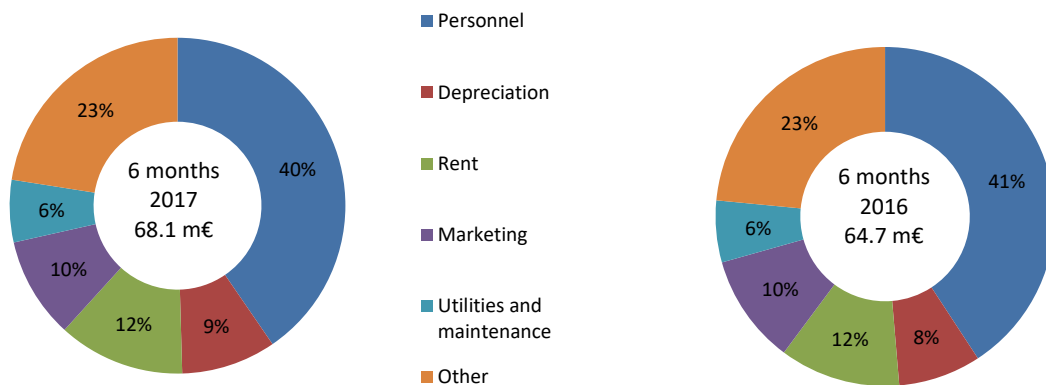 23%
40%
6%
10%
12%
9%
6 months
2017
68.1 m€
Personnel
Depreciation
Rent
Marketing
Utilities and
maintenance
Other
23%
41%
6%
10%
12%
8%
6 months
2016
64.7 m€